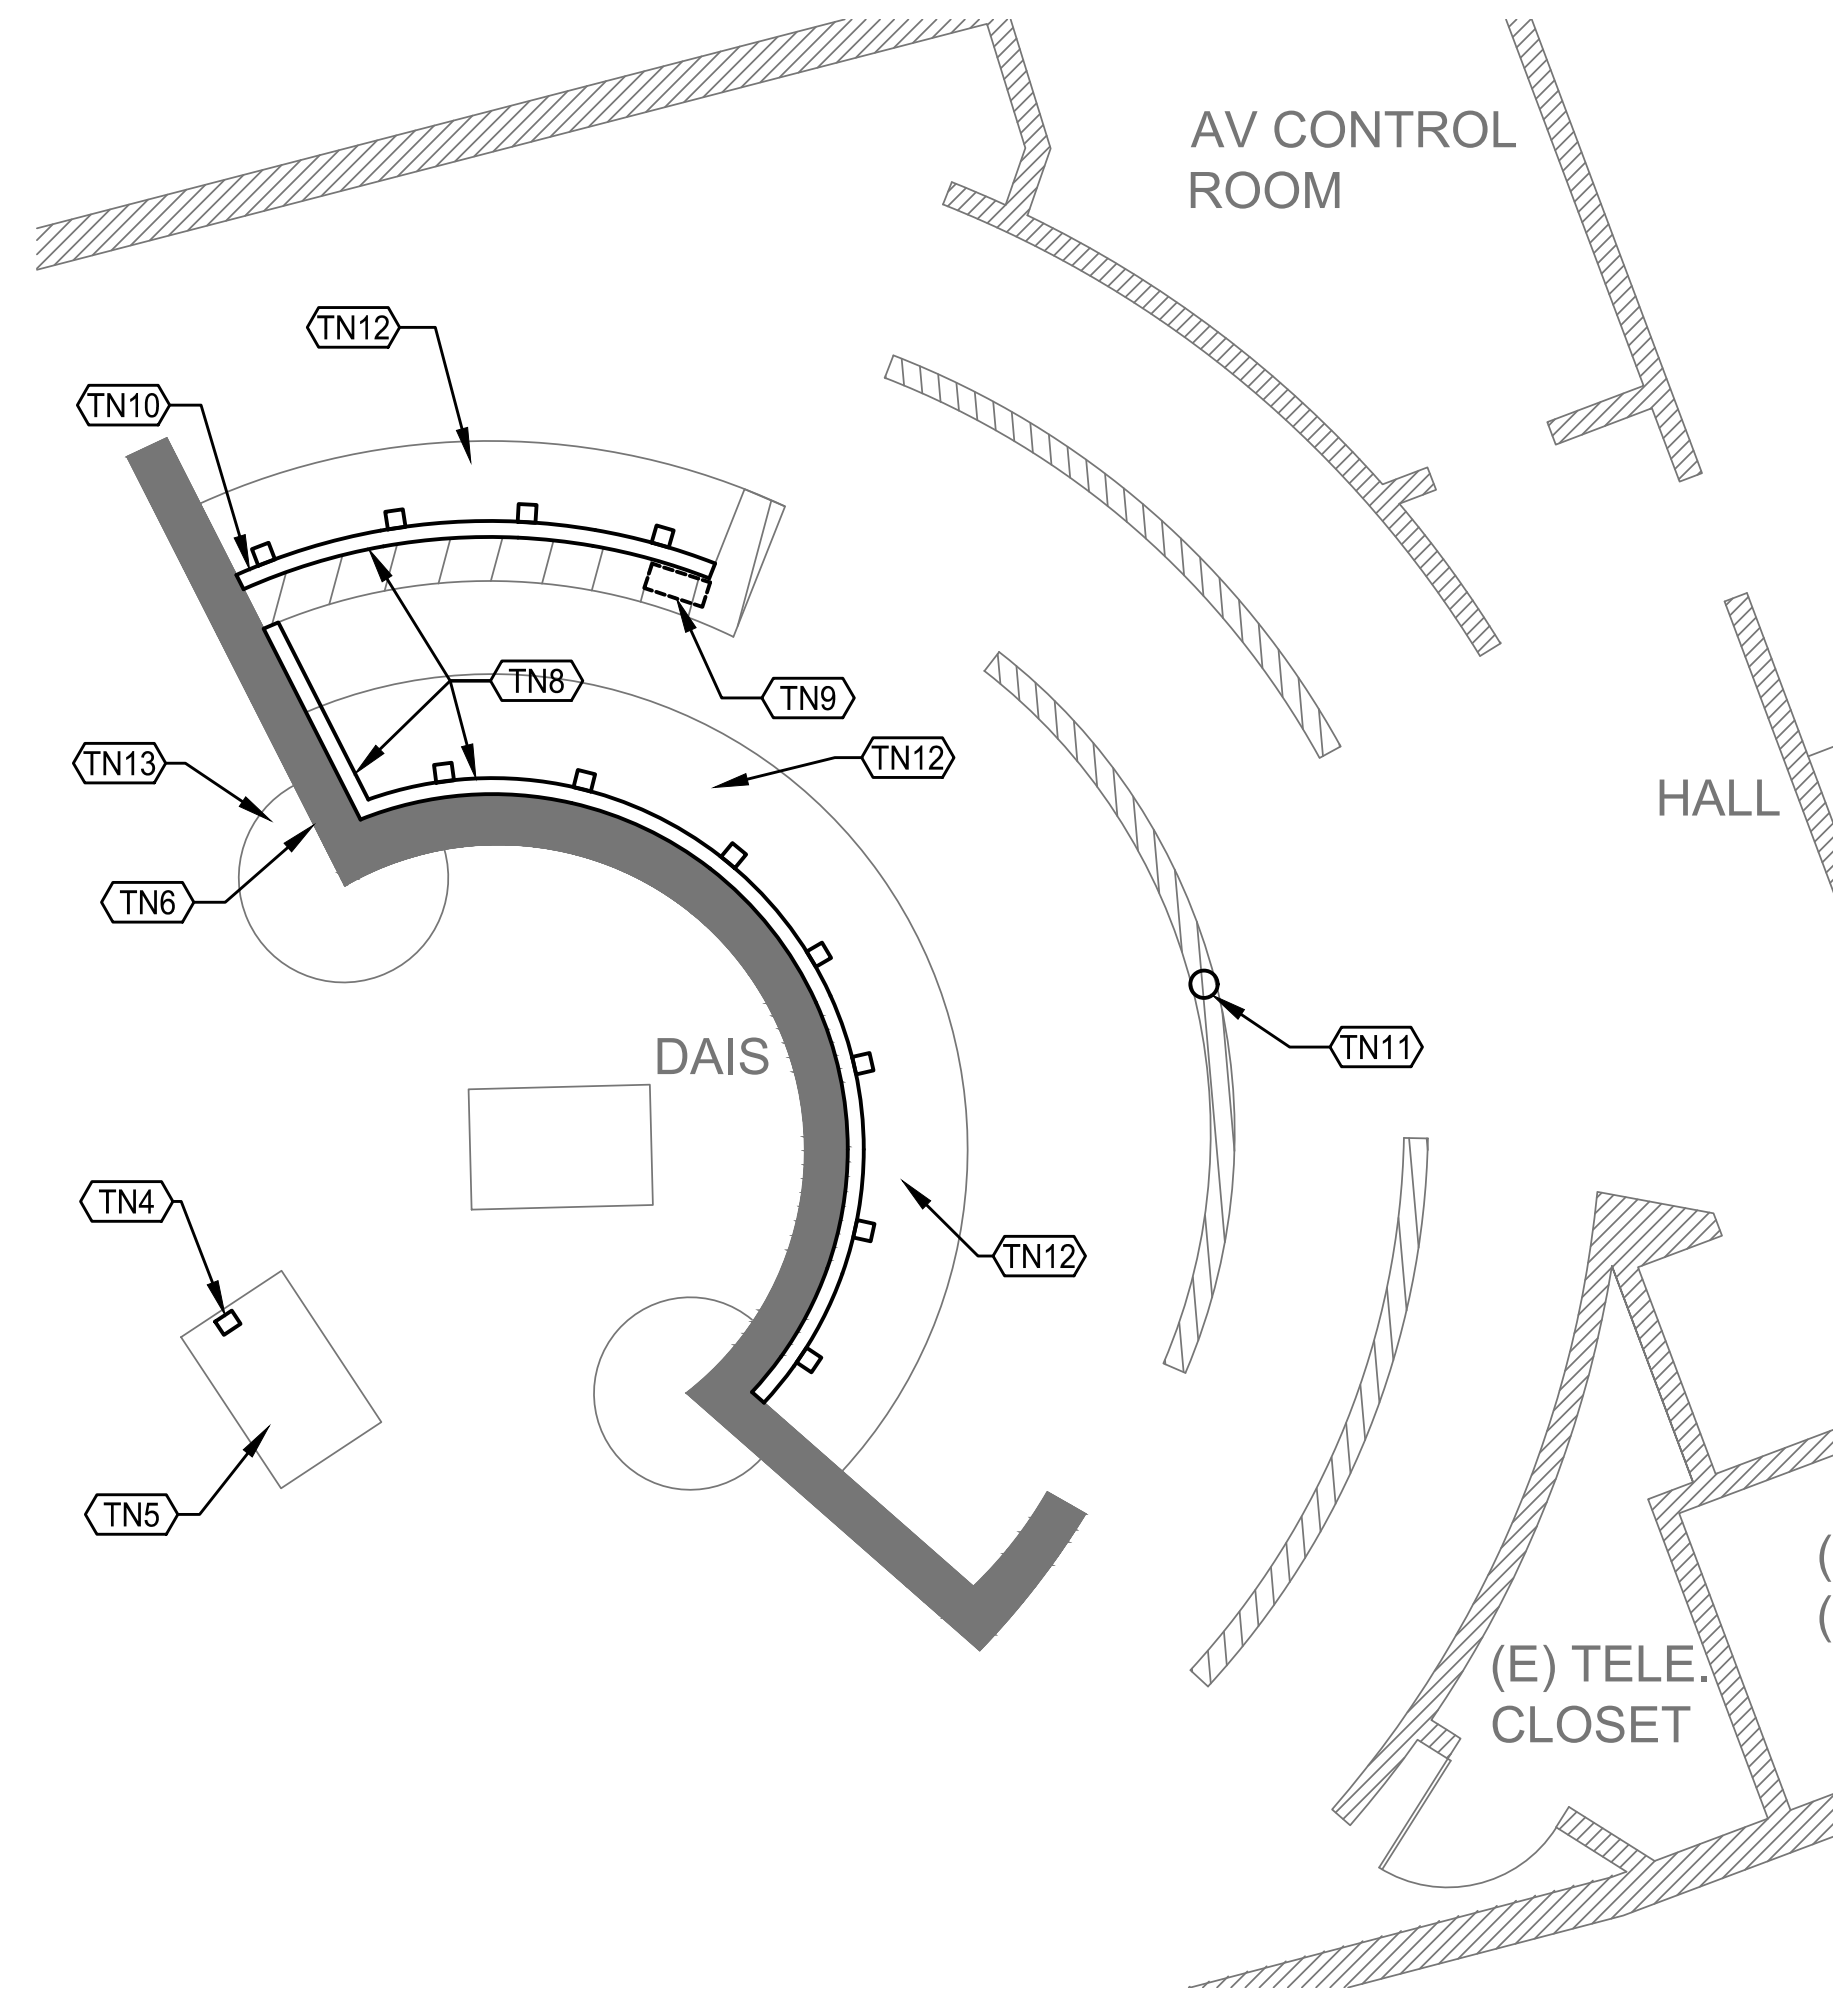 AV CONTROL
ROOM
TN12
TN10
TN8
TN9
TN13
TN12
HALL
TN6
DAIS
TN11
TN4
TN12
TN5
(
(
(E) TELE.
CLOSET